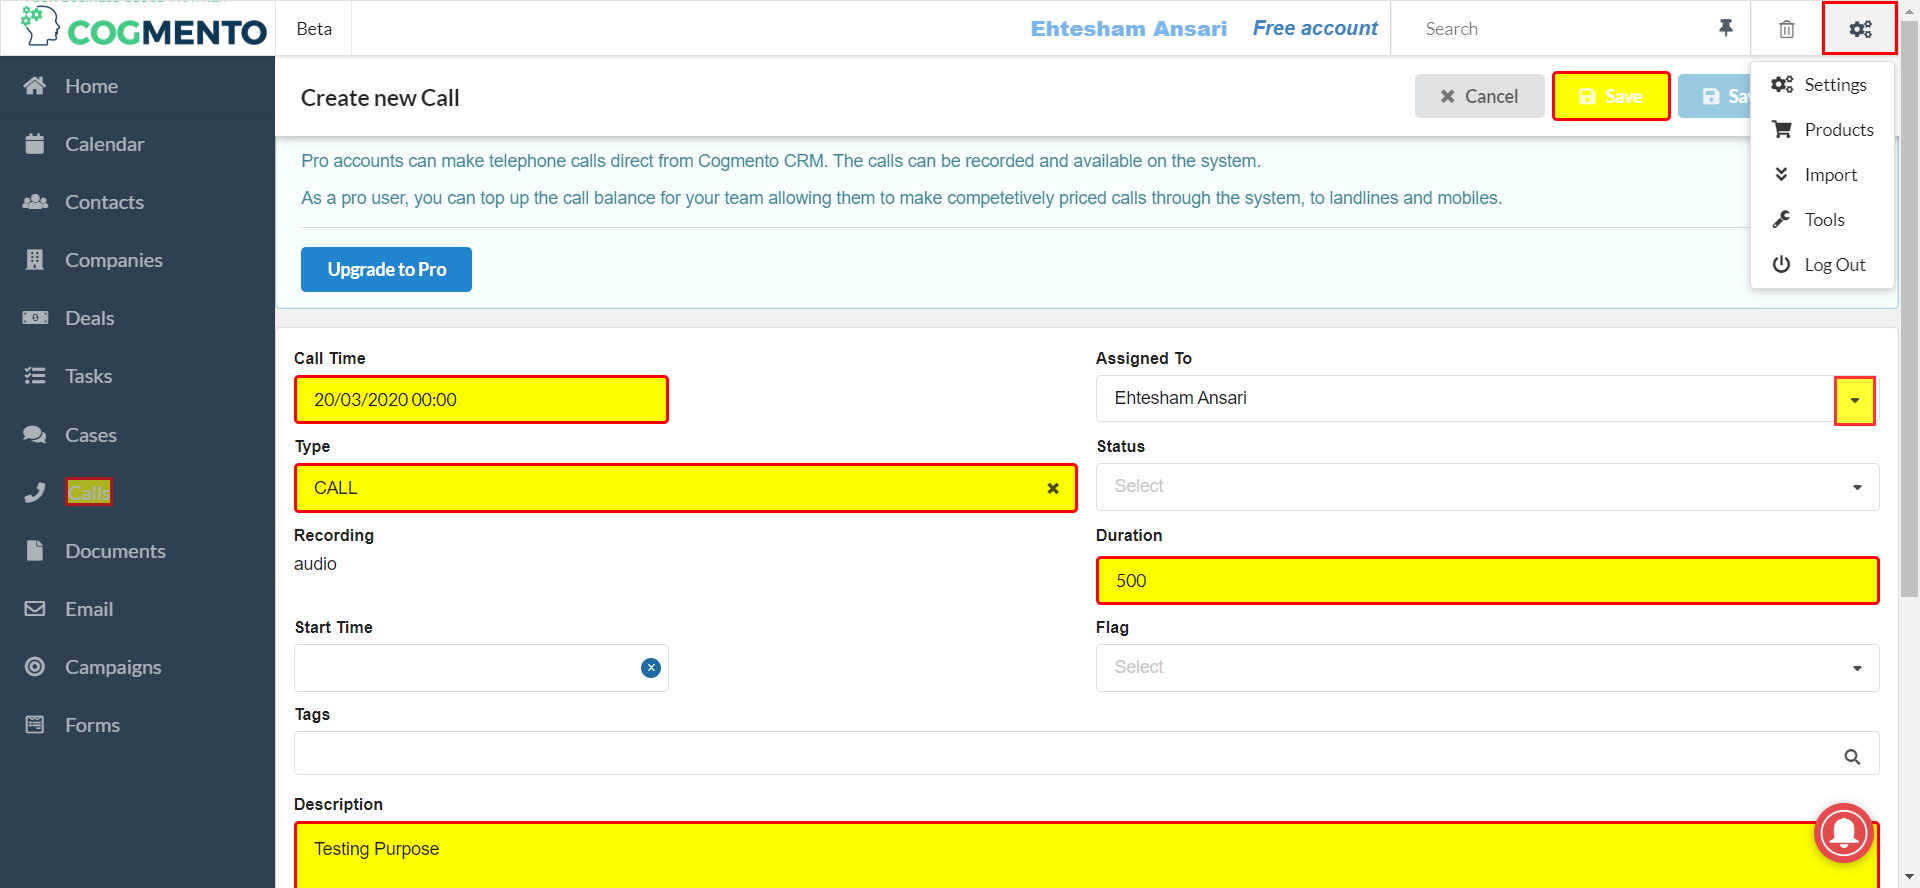 COGMENTO
Beta
Ehtesham Ansari
Free account
Search
Home
Calendar
Contacts
Companies
Deals
Tasks
Cases
Calls
Documents
Email
Campaigns
Forms
Create new Call
Cancel
Save
Settings
Products
Import
Tools
Log Out
Pro accounts can make telephone calls direct from Cogmento CRM. The calls can be recorded and available on the system.
As a pro user, you can top up the call balance for your team allowing them to make competetively priced calls through the system, to landlines and mobiles.
Upgrade to Pro
Call Time
20/03/2020 00:00
Assigned To
Ehtesham Ansari
Type
CALL
Status
Select
Recording
audio
Duration
500
Start Time
Flag
Select
Tags
Description
Testing Purpose